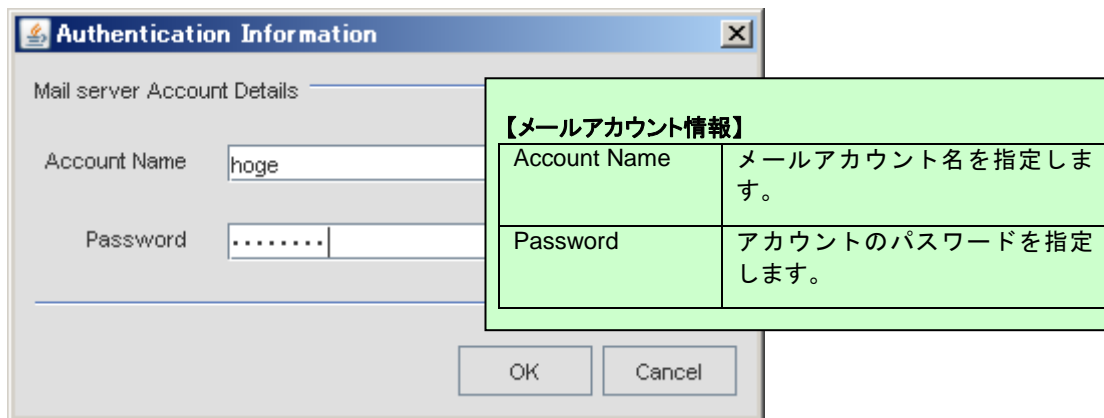 Authentication Information
Mail server Account Details
Account Name
hoge
Password
【メールアカウント情報】
Account Name
メールアカウント名を指定しま
す。
Password
アカウントのパスワードを指定
します。
OK
Cancel